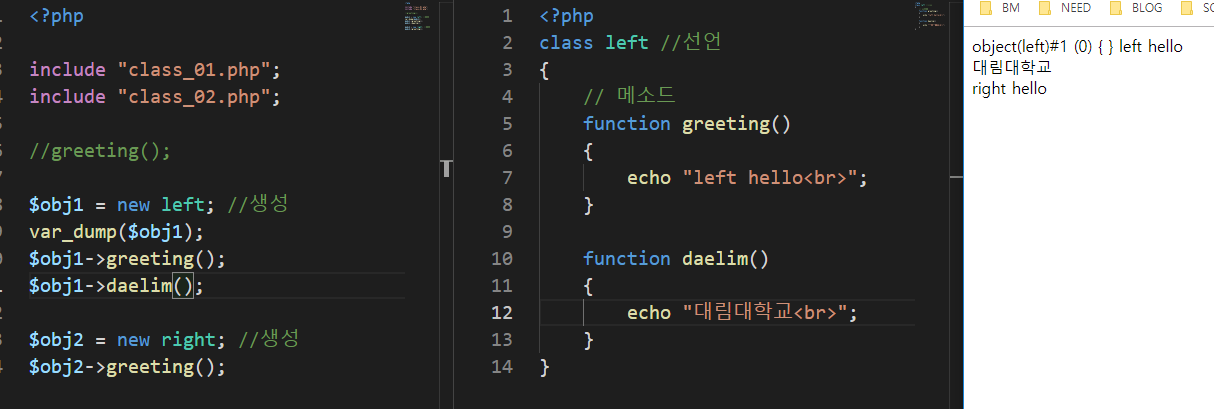 <?php
include "class_01.php";
include "class_02.php";
//greeting();
$obj1 = new left; //생성
var_dump($obj1);
$obj1->greeting();
$obj1->daelim();
$obj2 = new right; //생성
$obj2->greeting();
1 <?php
2 class left //선언
3 {
4 // 메소드
5 function greeting()
6 {
7 echo "left hello<br>";
8 }
9
10 function daelim()
11 {
12 echo "대림대학교<br>";
13 }
14 }
BM NEED BLOG
object(left)#1 (0) { } left hello
대림대학교
right hello